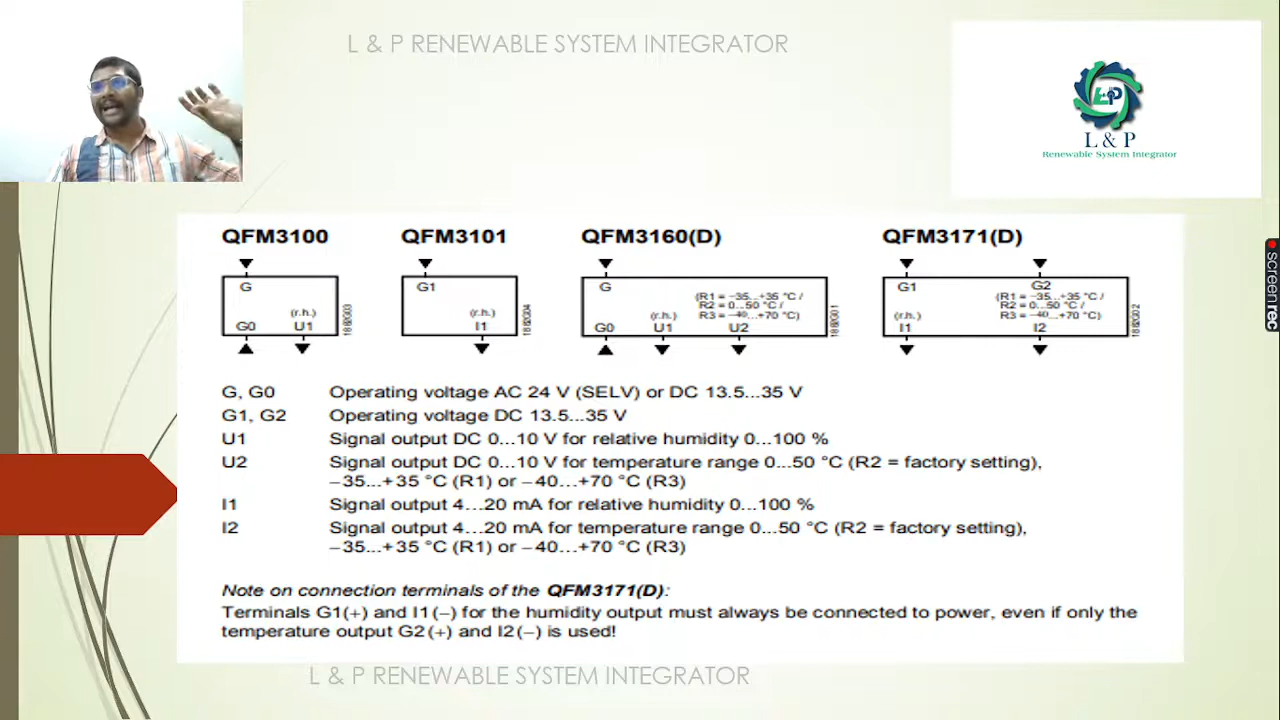 L & P RENEWABLE SYSTEM INTEGRATOR
L & P
L & P
Renewable System Integrator
QFM3100
QFM3101
QFM3160(D)
QFM3171(D)
G
(r.h.)
G0
U1
1882G03
G1
(r.h.)
I1
1882G04
G
(R1 = –35...+35 °C /
R2 = 0...50 °C /
R3 = –40...+70 °C)
(r.h.)
G0
U1
U2
1882G01
G1
G2
(R1 = –35...+35 °C /
R2 = 0...50 °C /
R3 = –40...+70 °C)
(r.h.)
I1
I2
1882G02
G, G0 Operating voltage AC 24 V (SELV) or DC 13.5...35 V
G1, G2 Operating voltage DC 13.5...35 V
U1 Signal output DC 0...10 V for relative humidity 0...100 %
U2 Signal output DC 0...10 V for temperature range 0...50 °C (R2 = factory setting),
–35...+35 °C (R1) or –40...+70 °C (R3)
I1 Signal output 4...20 mA for relative humidity 0...100 %
I2 Signal output 4...20 mA for temperature range 0...50 °C (R2 = factory setting),
–35...+35 °C (R1) or –40...+70 °C (R3)
Note on connection terminals of the QFM3171(D):
Terminals G1(+) and I1(–) for the humidity output must always be connected to power, even if only the
temperature output G2(+) and I2(–) is used!
L & P RENEWABLE SYSTEM INTEGRATOR
screenrec